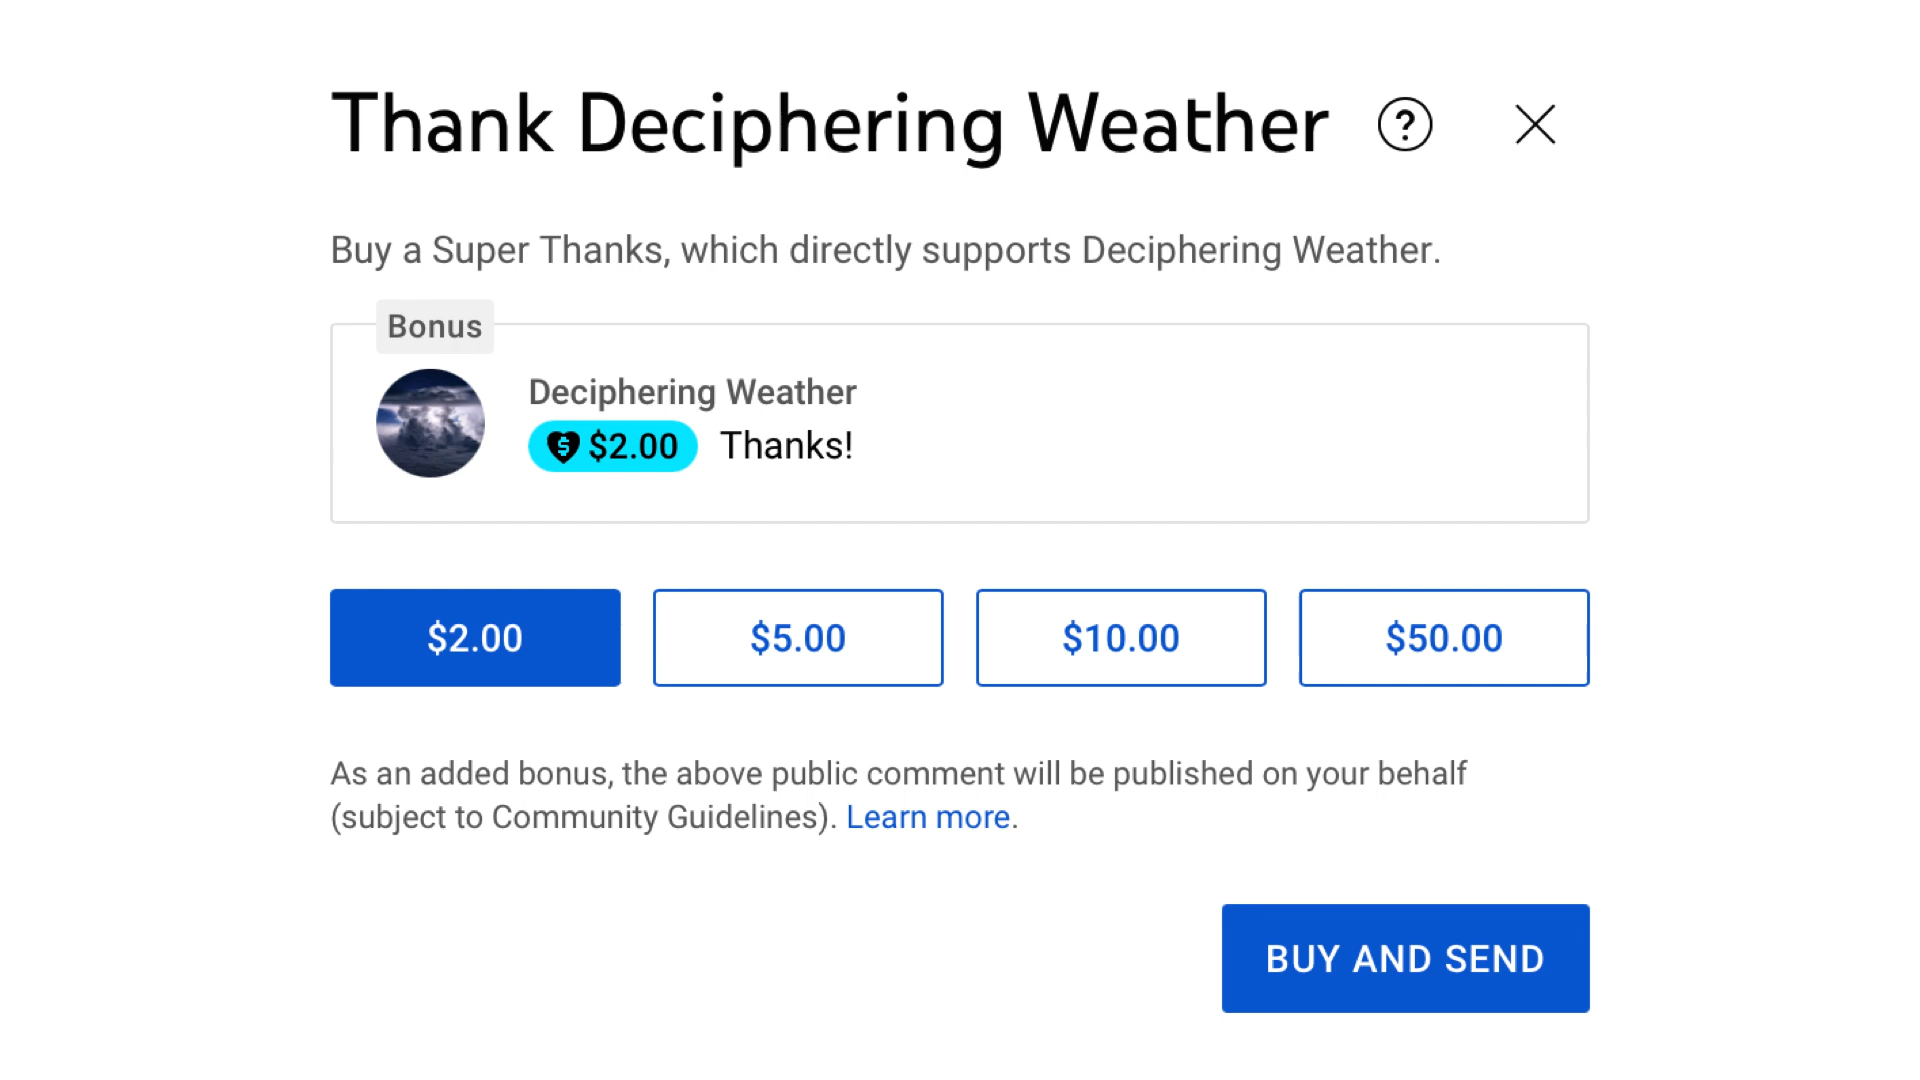 Thank Deciphering Weather ?
Buy a Super Thanks, which directly supports Deciphering Weather.
Bonus
Deciphering Weather
$ $2.00 Thanks!
$2.00 $5.00 $10.00 $50.00
As an added bonus, the above public comment will be published on your behalf
(subject to Community Guidelines). Learn more.
BUY AND SEND